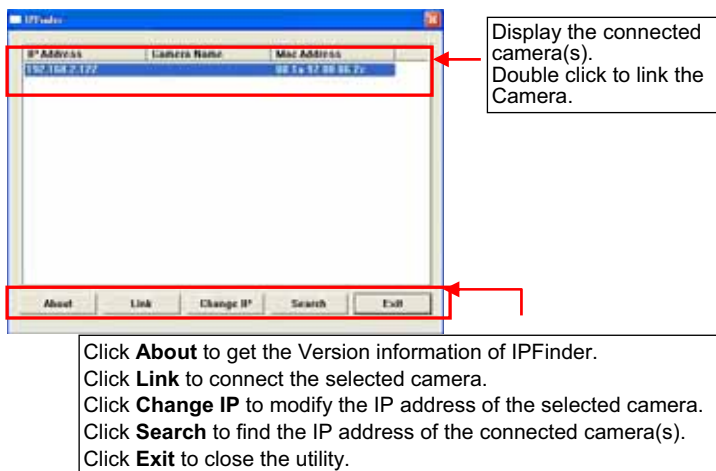 IPFinder
IP Address Camera Name Mac Address
192.168.2.122
Display the connected
camera(s).
Double click to link the
Camera.
About Link Change IP Search Exit
Click About to get the Version information of IPFinder.
Click Link to connect the selected camera.
Click Change IP to modify the IP address of the selected camera.
Click Search to find the IP address of the connected camera(s).
Click Exit to close the utility.